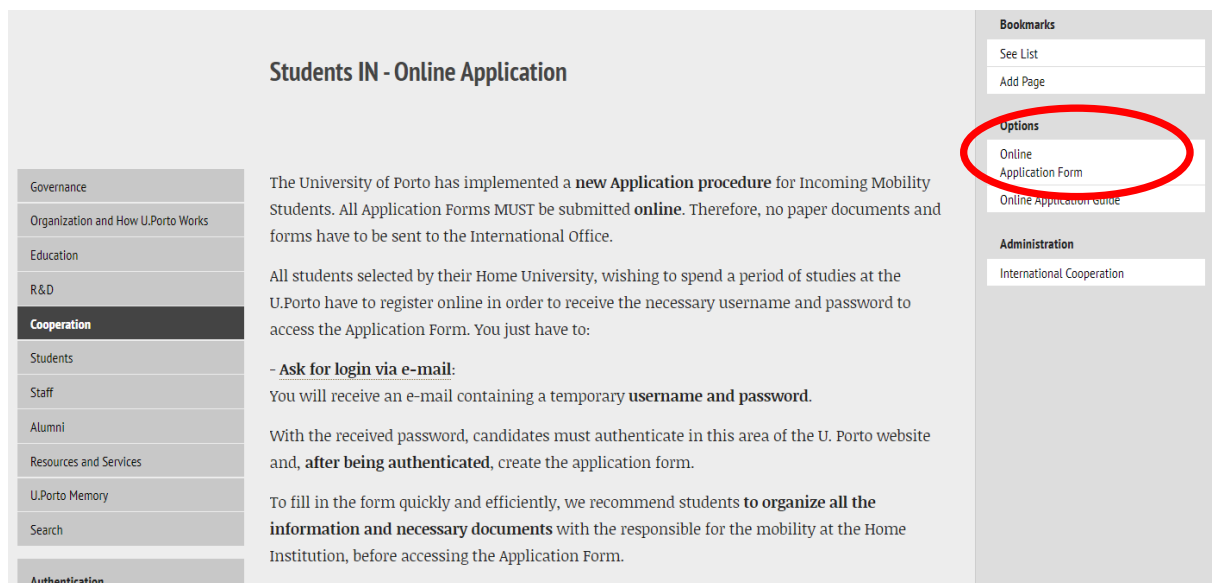 Students IN - Online Application
Governance
Organization and How U.Porto Works
Education
R&D
Cooperation
Students
Staff
Alumni
Resources and Services
U.Porto Memory
Search
Authentication
The University of Porto has implemented a new Application procedure for Incoming Mobility
Students. All Application Forms MUST be submitted online. Therefore, no paper documents and
forms have to be sent to the International Office.
All students selected by their Home University, wishing to spend a period of studies at the
U.Porto have to register online in order to receive the necessary username and password to
access the Application Form. You just have to:
- Ask for login via e-mail:
You will receive an e-mail containing a temporary username and password.
With the received password, candidates must authenticate in this area of the U. Porto website
and, after being authenticated, create the application form.
To fill in the form quickly and efficiently, we recommend students to organize all the
information and necessary documents with the responsible for the mobility at the Home
Institution, before accessing the Application Form.
Bookmarks
See List
Add Page
Options
Online
Application Form
Online Application Guide
Administration
International Cooperation